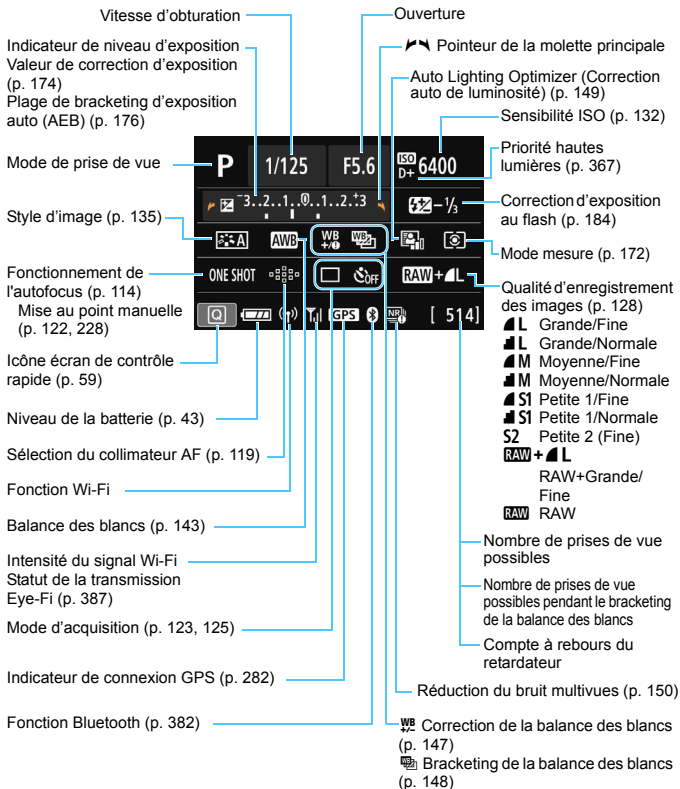 Vitesse d'obturation
Ouverture
Indicateur de niveau d'exposition
Valeur de correction d'exposition
(p. 174)
Plage de bracketing d'exposition
auto (AEB) (p. 176)
Pointeur de la molette principale
Auto Lighting Optimizer (Correction
auto de luminosité) (p. 149)
Sensibilité ISO (p. 132)
Mode de prise de vue
P 1/125 F5.6 ISO D+ 6400
Priorité hautes
lumières (p. 367)
-3..2..1..0..1..2.+3 -1/3
Correction d'exposition
au flash (p. 184)
Style d'image (p. 135)
A AWB WB +/-
Mode mesure (p. 172)
Fonctionnement de
l'autofocus (p. 114)
Mise au point manuelle
(p. 122, 228)
ONE SHOT OFF RAW+L
Qualité d'enregistrement
des images (p. 128)
Q GPS NR [ 514]
L Grande/Fine
L Grande/Normale
M Moyenne/Fine
M Moyenne/Normale
S1 Petite 1/Fine
S1 Petite 1/Normale
S2 Petite 2 (Fine)
RAW+L
RAW+Grande/
Fine
RAW RAW
Icône écran de contrôle
rapide (p. 59)
Niveau de la batterie (p. 43)
Sélection du collimateur AF (p. 119)
Fonction Wi-Fi
Balance des blancs (p. 143)
Intensité du signal Wi-Fi
Statut de la transmission
Eye-Fi (p. 387)
Mode d'acquisition (p. 123, 125)
Indicateur de connexion GPS (p. 282)
Fonction Bluetooth (p. 382)
Nombre de prises de vue
possibles
Nombre de prises de vue
possibles pendant le bracketing
de la balance des blancs
Compte à rebours du
retardateur
Réduction du bruit multivues (p. 150)
WB +/- Correction de la balance des blancs
(p. 147)
WB Bracketing de la balance des blancs
(p. 148)